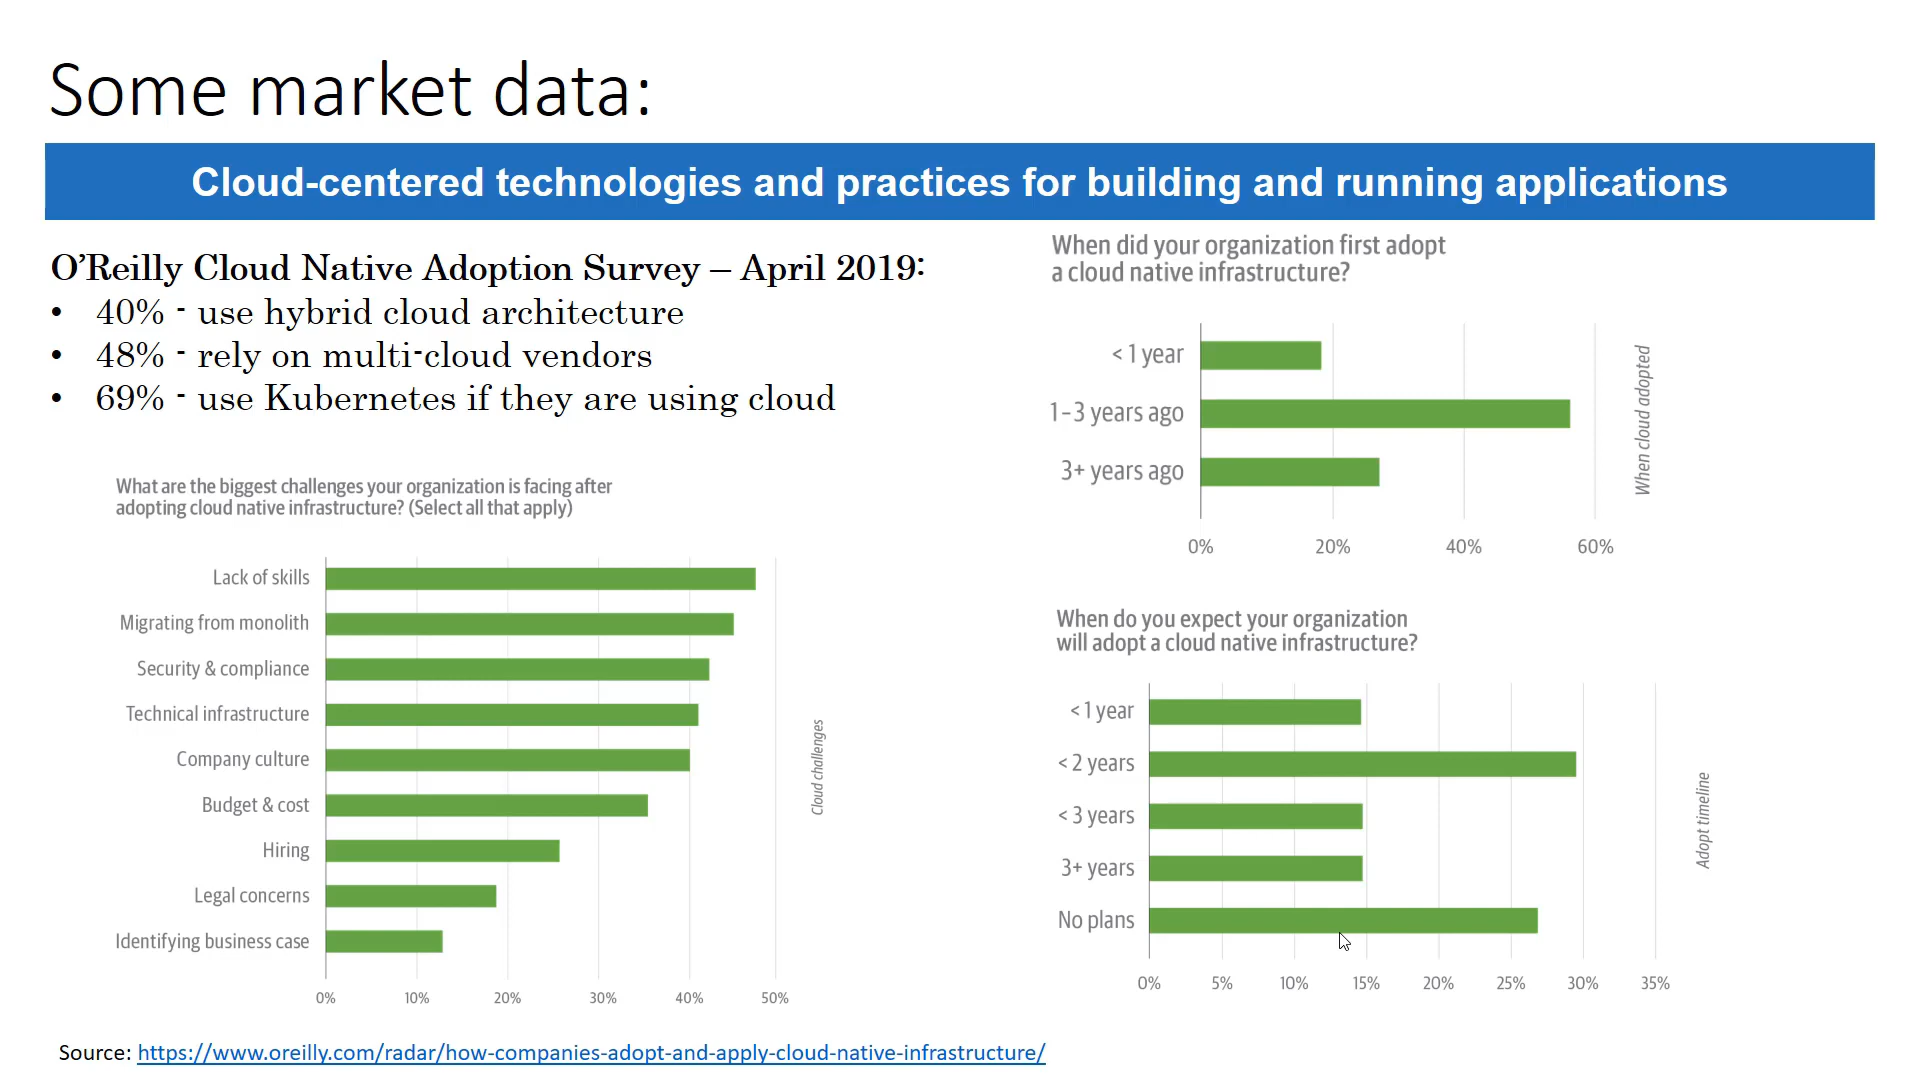 Some market data:
Cloud-centered technologies and practices for building and running applications
O’Reilly Cloud Native Adoption Survey – April 2019:
• 40% - use hybrid cloud architecture
• 48% - rely on multi-cloud vendors
• 69% - use Kubernetes if they are using cloud
What are the biggest challenges your organization is facing after
adopting cloud native infrastructure? (Select all that apply)
Lack of skills
Migrating from monolith
Security & compliance
Technical infrastructure
Company culture
Budget & cost
Hiring
Legal concerns
Identifying business case
0% 10% 20% 30% 40% 50%
Cloud challenges
When did your organization first adopt
a cloud native infrastructure?
< 1 year
1–3 years ago
3+ years ago
0% 20% 40% 60%
When cloud adopted
When do you expect your organization
will adopt a cloud native infrastructure?
< 1 year
< 2 years
< 3 years
3+ years
No plans
0% 5% 10% 15% 20% 25% 30% 35%
Adopt timeline
Source: https://www.oreilly.com/radar/how-companies-adopt-and-apply-cloud-native-infrastructure/